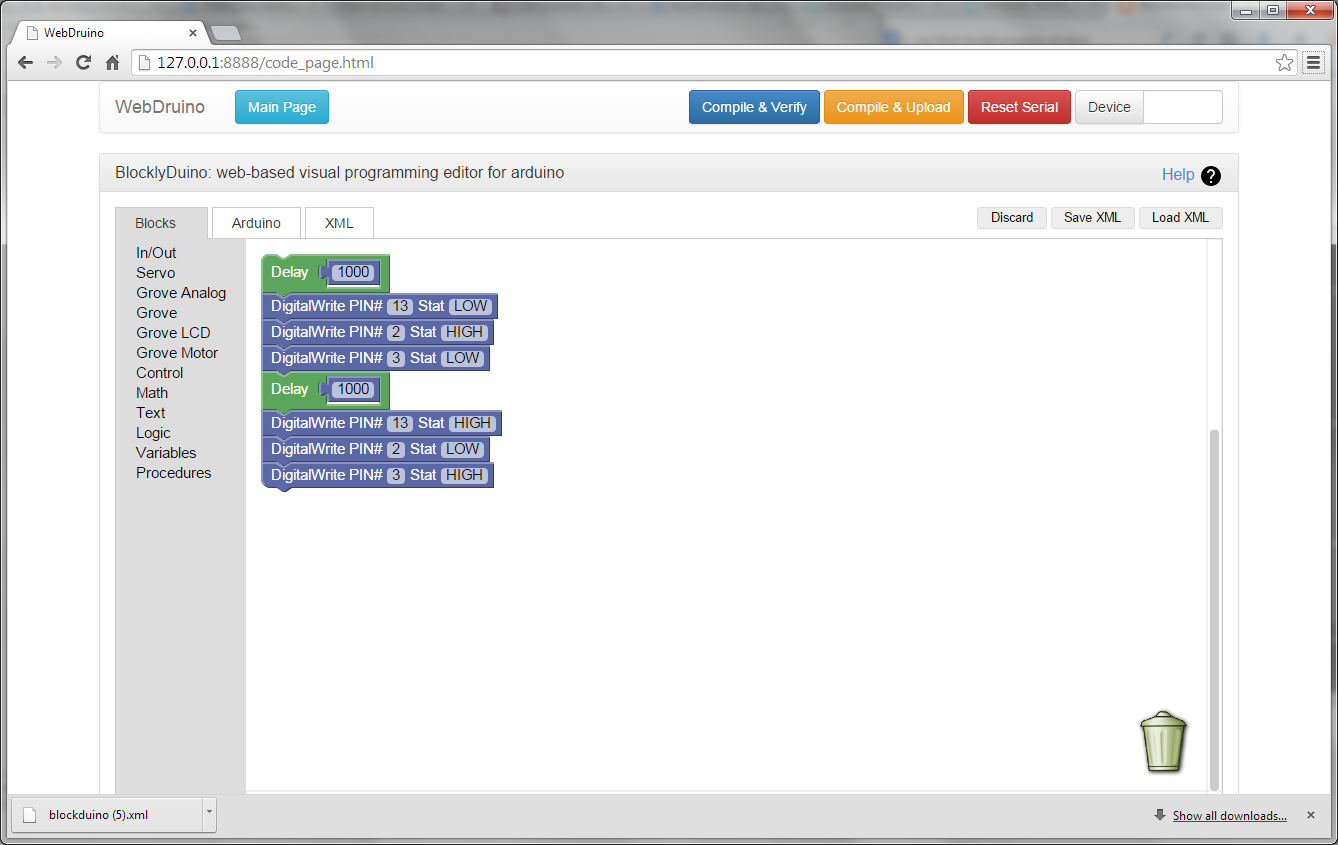 WebDruino
127.0.0.1:8888/code_page.html
WebDruino Main Page Compile & Verify Compile & Upload Reset Serial Device
BlocklyDuino: web-based visual programming editor for arduino Help ?
Blocks Arduino XML Discard Save XML Load XML
In/Out
Servo
Grove Analog
Grove
Grove LCD
Grove Motor
Control
Math
Text
Logic
Variables
Procedures
Delay 1000
DigitalWrite PIN# 13 Stat LOW
DigitalWrite PIN# 2 Stat HIGH
DigitalWrite PIN# 3 Stat LOW
Delay 1000
DigitalWrite PIN# 13 Stat HIGH
DigitalWrite PIN# 2 Stat LOW
DigitalWrite PIN# 3 Stat HIGH
blockduino (5).xml Show all downloads...